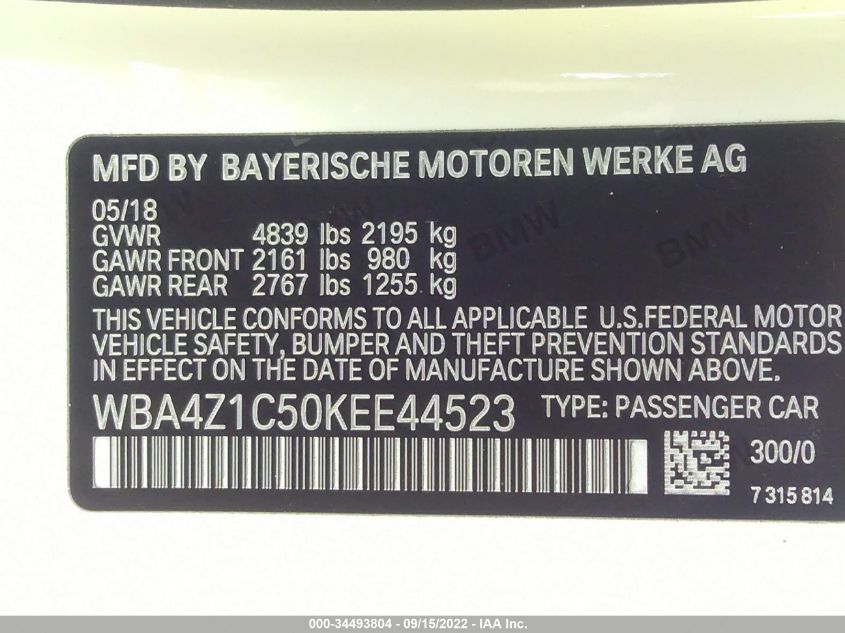 MFD BY BAYERISCHE MOTOREN WERKE AG
05/18
GVWR 4839 lbs 2195 kg
GAWR FRONT 2161 lbs 980 kg
GAWR REAR 2767 lbs 1255 kg
THIS VEHICLE CONFORMS TO ALL APPLICABLE U.S.FEDERAL MOTOR
VEHICLE SAFETY, BUMPER AND THEFT PREVENTION STANDARDS
IN EFFECT ON THE DATE OF MANUFACTURE SHOWN ABOVE.
WBA4Z1C50KEE44523 TYPE: PASSENGER CAR
300/0
7 315 814
BMW
000-34493804 - 09/15/2022 - IAA Inc.